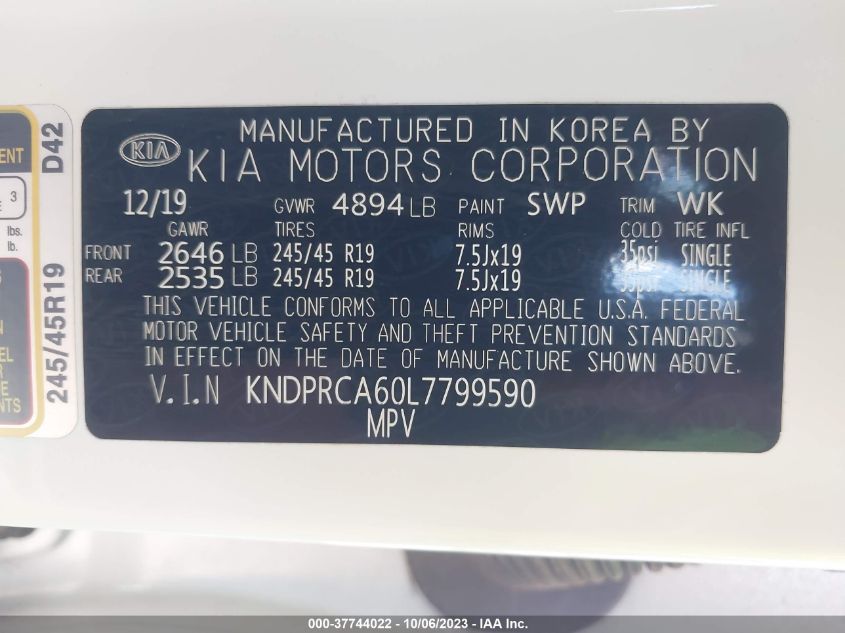 MANUFACTURED IN KOREA BY
KIA KIA MOTORS CORPORATION
12/19 GVWR 4894 LB PAINT SWP TRIM WK
GAWR TIRES RIMS COLD TIRE INFL
FRONT 2646 LB 245/45 R19 7.5Jx19 35psi SINGLE
REAR 2535 LB 245/45 R19 7.5Jx19 35psi SINGLE
THIS VEHICLE CONFORMS TO ALL APPLICABLE U.S.A. FEDERAL
MOTOR VEHICLE SAFETY AND THEFT PREVENTION STANDARDS
IN EFFECT ON THE DATE OF MANUFACTURE SHOWN ABOVE.
V.I.N KNDPRCA60L7799590
MPV
245/45R19 D42
3
lbs.
lb.
000-37744022 - 10/06/2023 - IAA Inc.